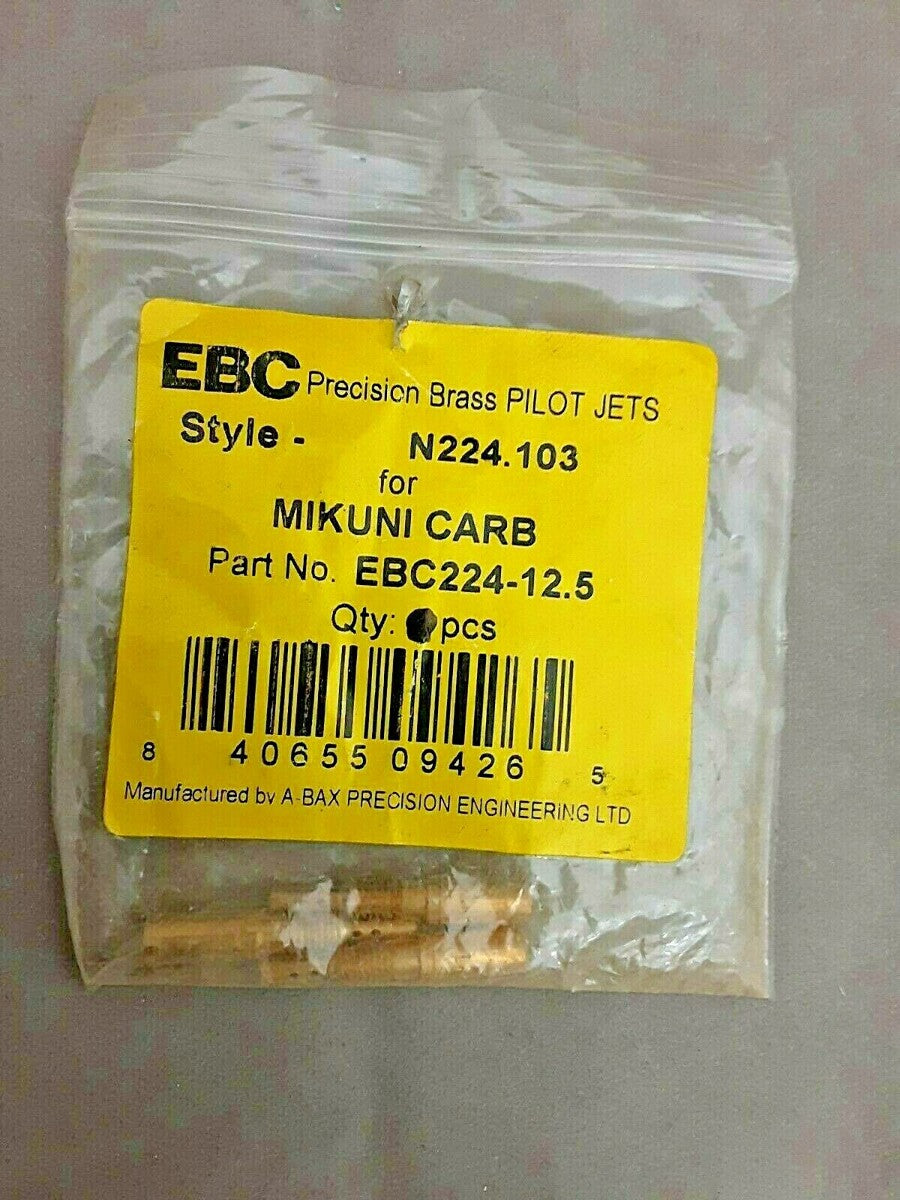 EBC Precision Brass PILOT JETS
Style - N224.103
for
MIKUNI CARB
Part No. EBC224-12.5
Qty: pcs
8 40655 09426 5
Manufactured by A-BAX PRECISION ENGINEERING LTD